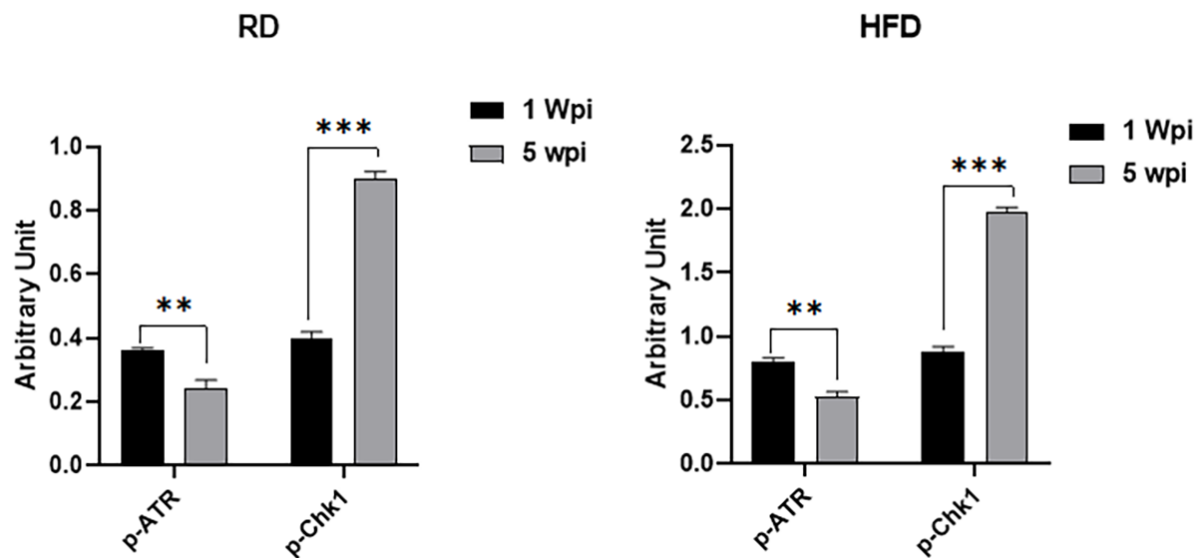 RD
1 Wpi
5 wpi
***
**
Arbitrary Unit
1.0
0.8
0.6
0.4
0.2
0.0
p-ATR
p-Chk1
HFD
1 Wpi
5 wpi
***
**
Arbitrary Unit
2.5
2.0
1.5
1.0
0.5
0.0
p-ATR
p-Chk1